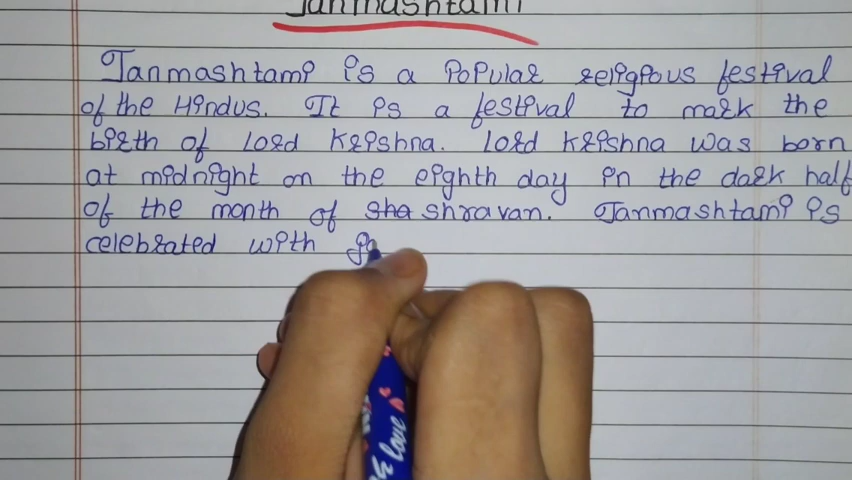 Janmashtami
Janmashtami is a Popular religious festival
of the Hindus. It is a festival to mark the
birth of Lord Krishna. Lord Krishna was born
at midnight on the eighth day in the dark half
of the month of sha shravan. Janmashtami is
celebrated with
love